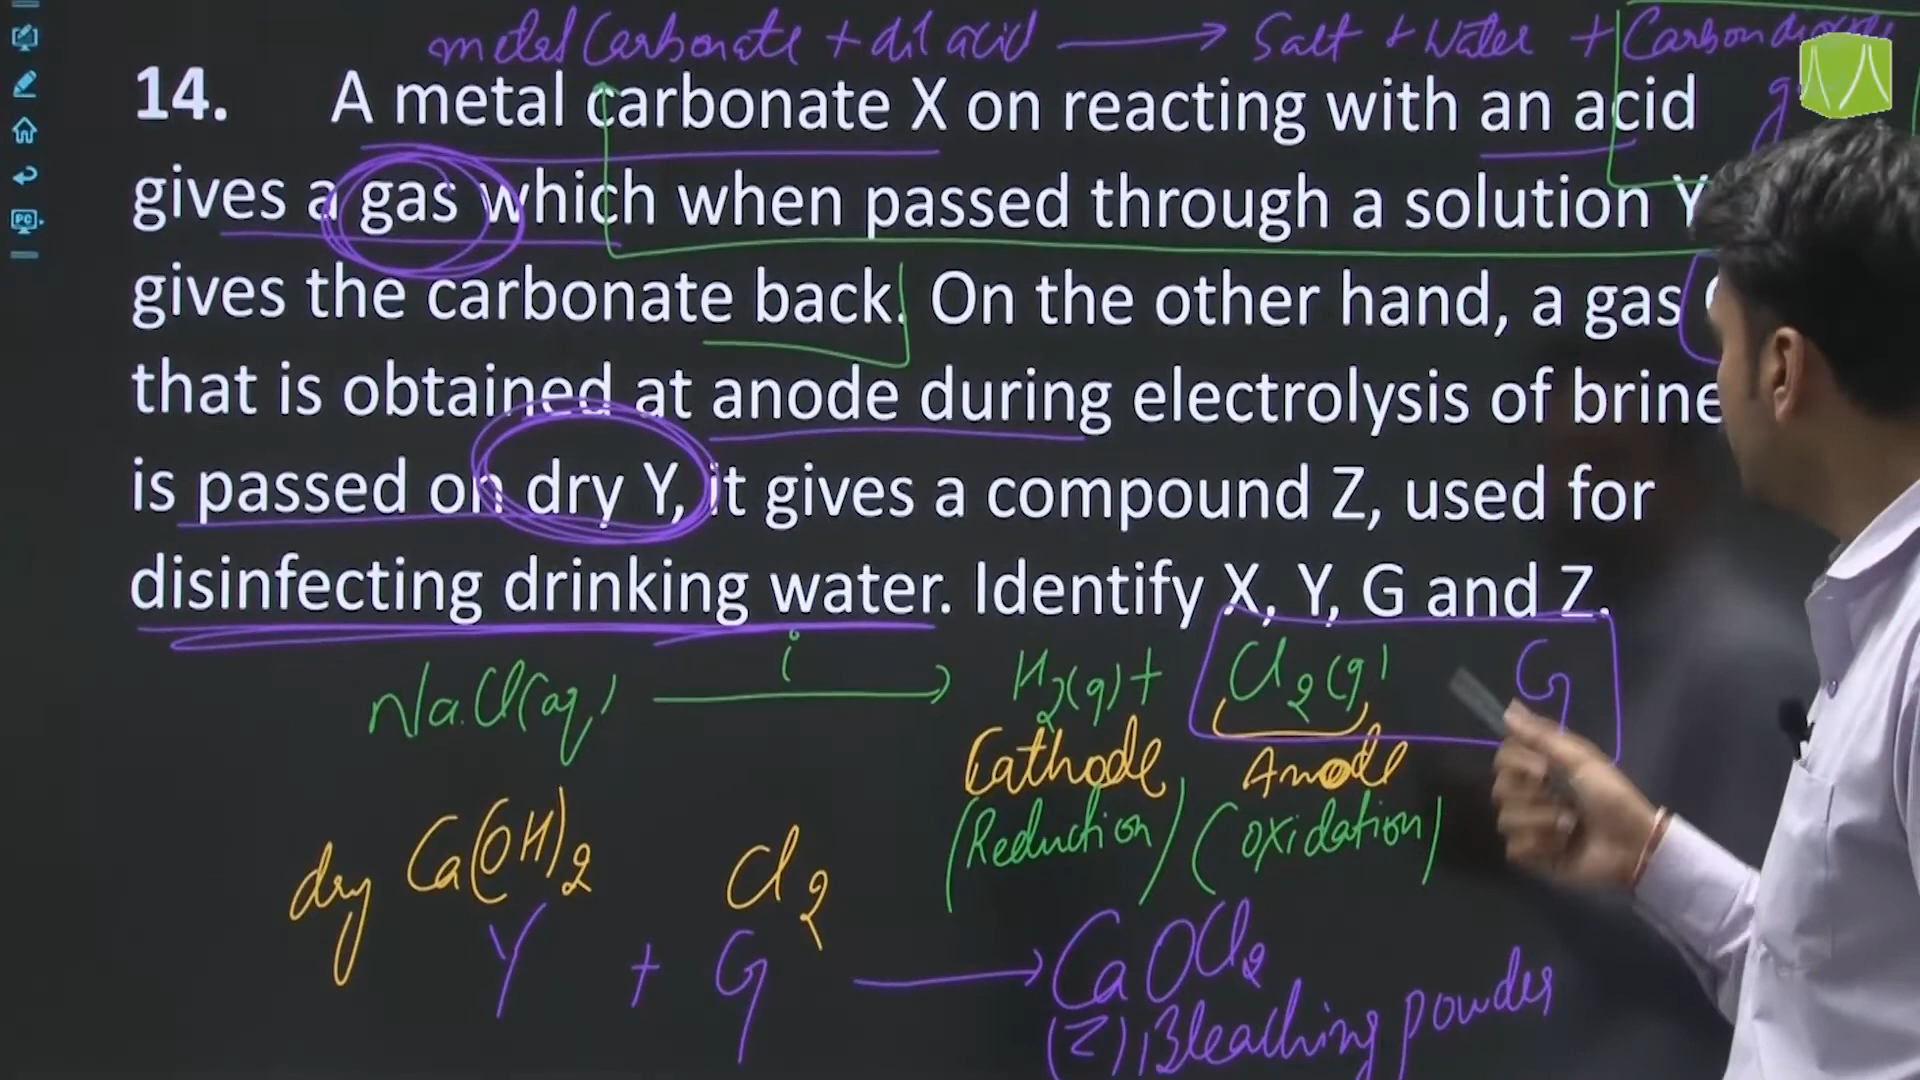 metal Carbonate + dil acid → Salt + Water + Carbon dioxide
14. A metal carbonate X on reacting with an acid
gives a gas which when passed through a solution Y
gives the carbonate back. On the other hand, a gas
that is obtained at anode during electrolysis of brine
is passed on dry Y, it gives a compound Z, used for
disinfecting drinking water. Identify X, Y, G and Z.
NaCl(aq) → H2(g) + Cl2(g) G
Cathode Anode
(Reduction) (oxidation)
dry Ca(OH)2 Cl2
Y + G → CaOCl2
(Z) Bleaching powder